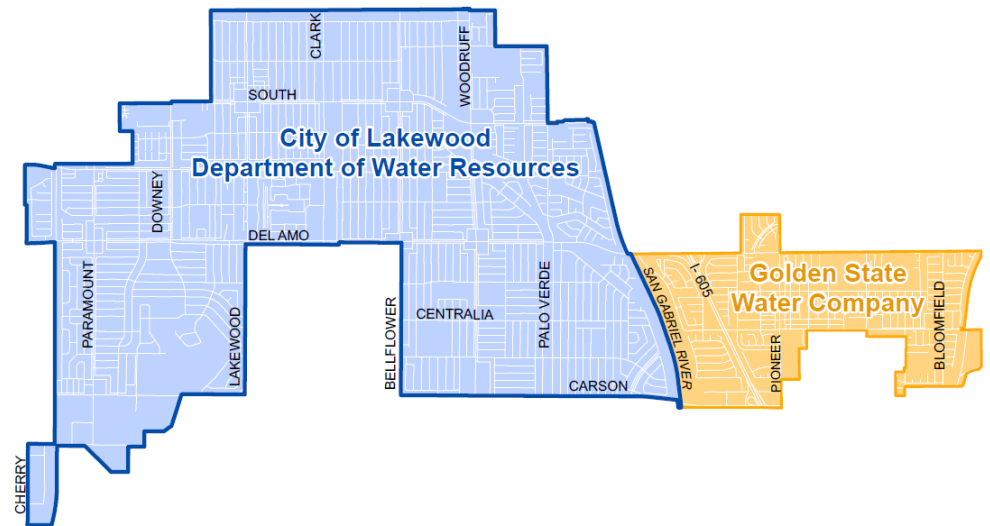 CLARK
WOODRUFF
SOUTH
City of Lakewood
Department of Water Resources
DOWNEY
DEL AMO
PARAMOUNT
LAKEWOOD
BELLFLOWER
CENTRALIA
PALO VERDE
CARSON
SAN GABRIEL RIVER
I- 605
Golden State
Water Company
PIONEER
BLOOMFIELD
CHERRY